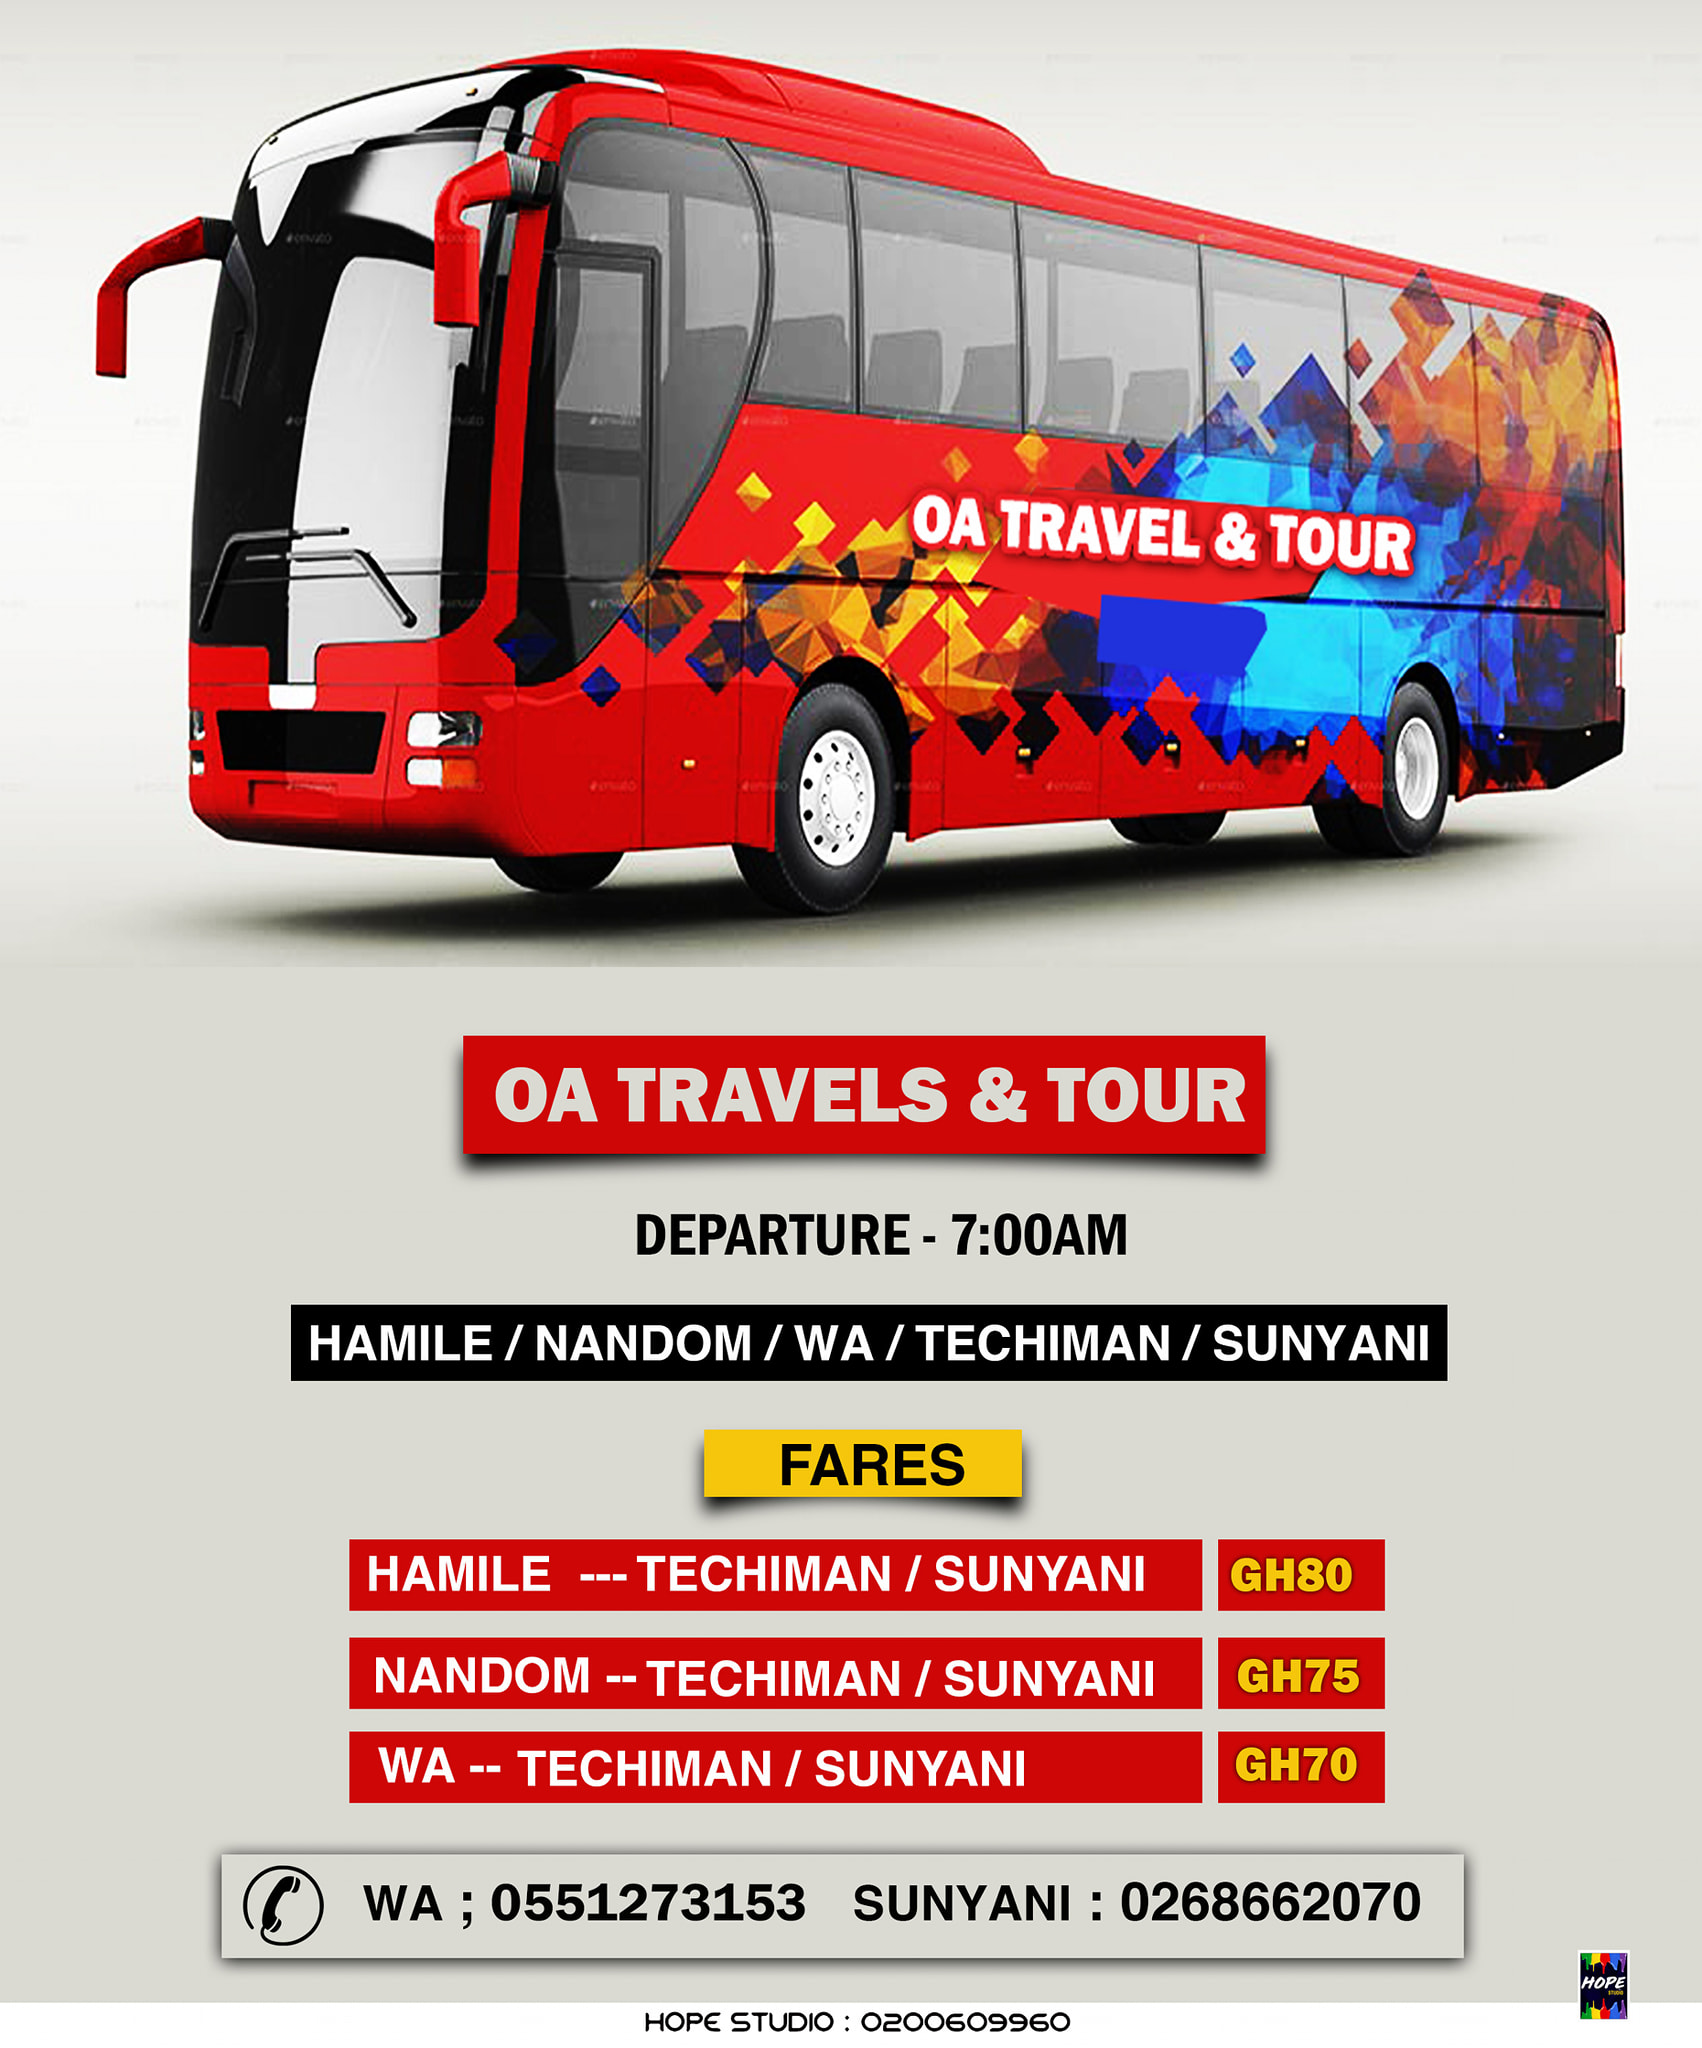 OA TRAVEL & TOUR
OA TRAVELS & TOUR
DEPARTURE - 7:00AM
HAMILE / NANDOM / WA / TECHIMAN / SUNYANI
FARES
HAMILE --- TECHIMAN / SUNYANI GH80
NANDOM -- TECHIMAN / SUNYANI GH75
WA -- TECHIMAN / SUNYANI GH70
WA ; 0551273153 SUNYANI : 0268662070
HOPE
STUDIO
HOPE STUDIO : 0200609960